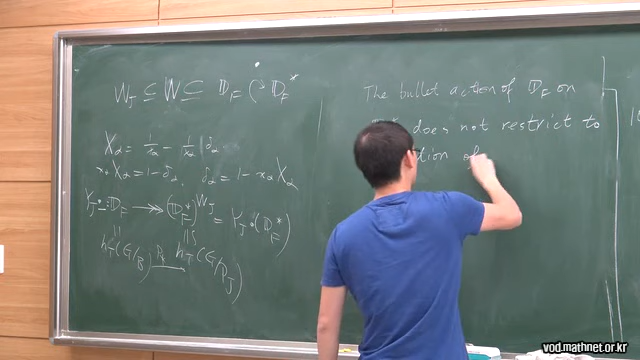 W_J ⊆ W ⊆ D_F ⟳ D_F^*
X_α = 1/x_α - 1/x_α δ_α
x_α X_α = 1 - δ_α, δ_α = 1 - x_α X_α
Y_J • _ : D_F ↠ (D_F^*)^{W_J} = Y_J • (D_F^*)
h_T(G/B) h_T(G/P_J)
The bullet action of D_F on
does not restrict to
of
vod.mathnet.or.kr